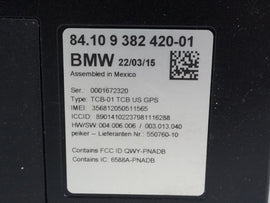 84.10 9 382 420-01
BMW 22/03/15
Assembled in Mexico
Ser.: 0001672320
Type: TCB-01 TCB US GPS
IMEI: 356812050511565
ICCID: 89014102237981116288
HW/SW: 004.006.006 / 003.013.040
peiker – Lieferanten Nr.: 550760-10
Contains FCC ID QWY-PNADB
Contains IC: 6588A-PNADB